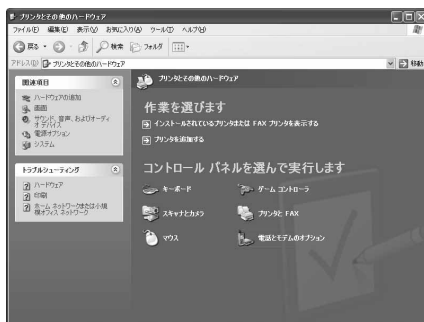 プリンタとその他のハードウェア
ファイル(F) 編集(E) 表示(V) お気に入り(A) ツール(T) ヘルプ(H)
戻る 検索 フォルダ
アドレス(D) プリンタとその他のハードウェア 移動
関連項目
ハードウェアの追加
画面
サウンド、音声、およびオーディオ デバイス
電源オプション
システム
トラブルシューティング
ハードウェア
印刷
ホーム ネットワークまたは小規模オフィス ネットワーク
プリンタとその他のハードウェア
作業を選びます
インストールされているプリンタまたは FAX プリンタを表示する
プリンタを追加する
コントロール パネルを選んで実行します
キーボード ゲーム コントローラ
スキャナとカメラ プリンタと FAX
マウス 電話とモデムのオプション